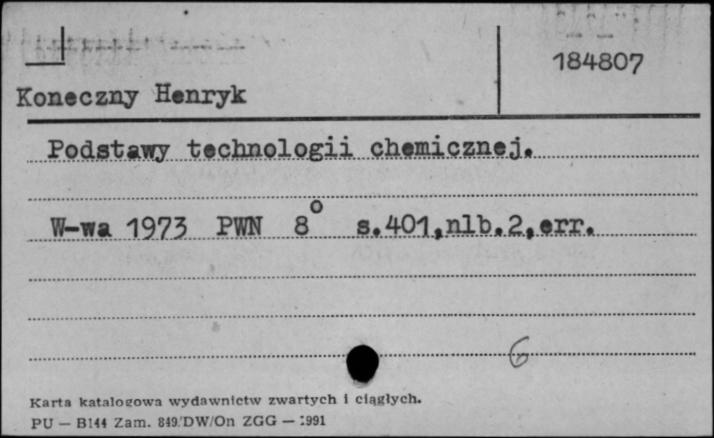 184807
Koneczny Henryk
Podstawy technologii chemicznej.
W-wa 1973 PWN 8° s.401,nlb.2,err.
6
Karta katalogowa wydawnictw zwartych i ciągłych.
PU — B144 Zam. 849/DW/On ZGG — 1991